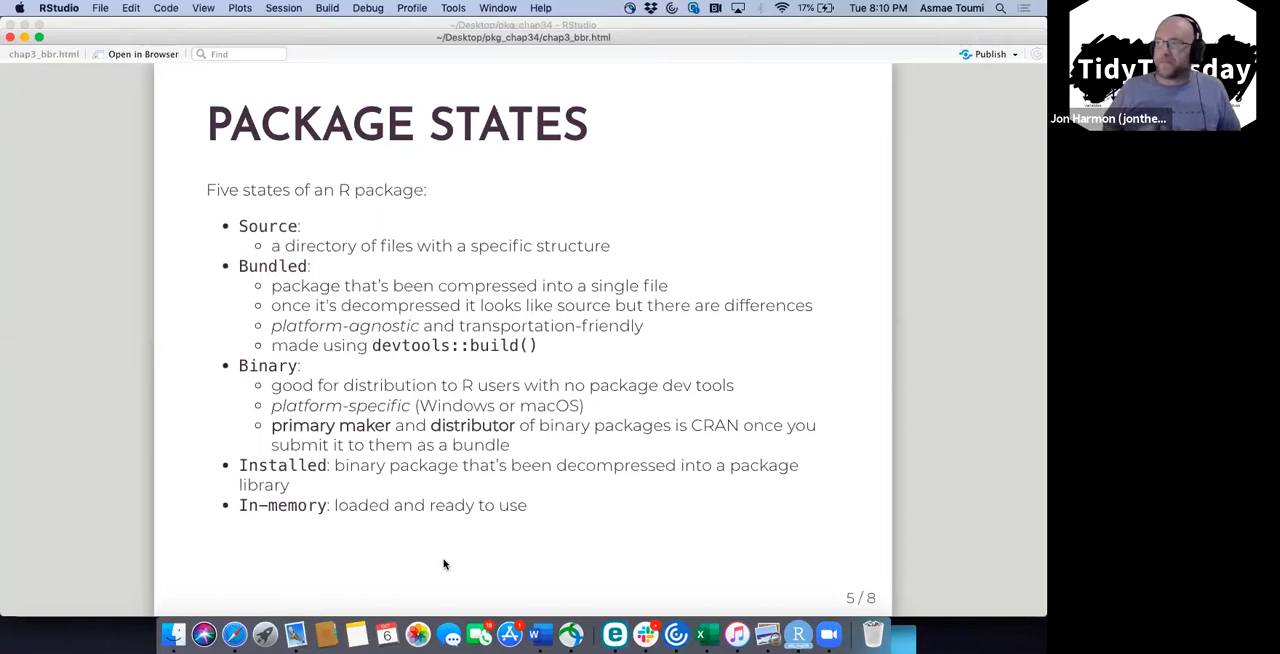 RStudio File Edit Code View Plots Session Build Debug Profile Tools Window Help 17% Tue 8:10 PM Asmae Toumi
~/Desktop/pkg_chap34 - RStudio
~/Desktop/pkg_chap34/chap3_bbr.html
chap3_bbr.html Open in Browser Find Publish
PACKAGE STATES
Five states of an R package:
• Source:
a directory of files with a specific structure
• Bundled:
package that's been compressed into a single file
once it's decompressed it looks like source but there are differences
platform-agnostic and transportation-friendly
made using devtools::build()
• Binary:
good for distribution to R users with no package dev tools
platform-specific (Windows or macOS)
primary maker and distributor of binary packages is CRAN once you
submit it to them as a bundle
• Installed: binary package that's been decompressed into a package
library
• In-memory: loaded and ready to use
5 / 8
TidyT sday
Jon Harmon (jonthe...